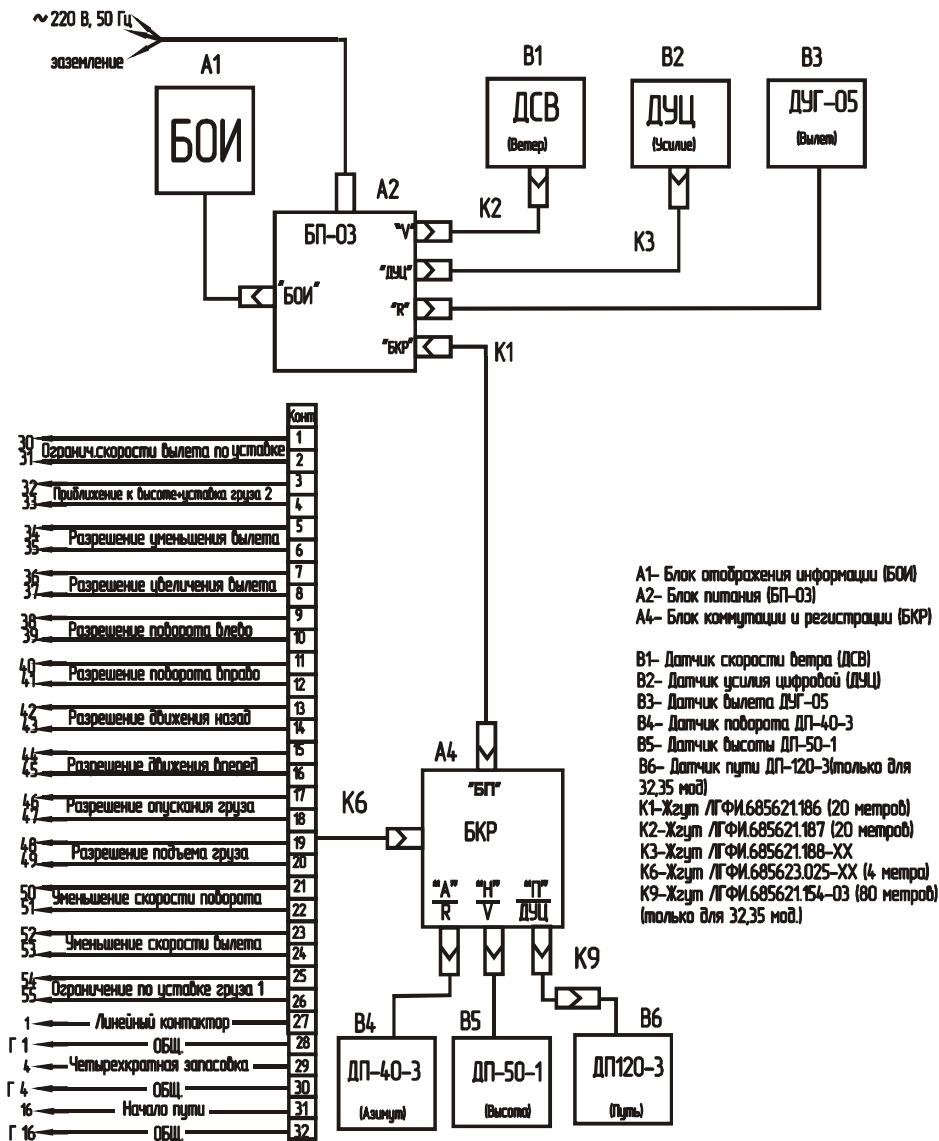 ~220 В, 50 Гц
заземление
А1
БОИ
В1
ДСВ
(Ветер)
В2
ДУЦ
(Усилие)
В3
ДУГ-05
(Вылет)
А2
БП-03
"БОИ"
"V"
"ДУЦ"
"R"
"БКР"
К2
К3
К1
Конт
30
31
Огранич.скорости вылета по уставке
1
2
32
33
Приближение к высоте+уставка груза 2
3
4
34
35
Разрешение уменьшения вылета
5
6
36
37
Разрешение увеличения вылета
7
8
38
39
Разрешение поворота влево
9
10
40
41
Разрешение поворота вправо
11
12
42
43
Разрешение движения назад
13
14
44
45
Разрешение движения вперед
15
16
46
47
Разрешение опускания груза
17
18
48
49
Разрешение подъема груза
19
20
50
51
Уменьшение скорости поворота
21
22
52
53
Уменьшение скорости вылета
23
24
54
55
Ограничение по уставке груза 1
25
26
1 Линейный контактор 27
Г 1 ОБЩ. 28
4 Четырехкратная запасовка 29
Г 4 ОБЩ. 30
16 Начало пути 31
Г 16 ОБЩ. 32
К6
А4
"БП"
БКР
"А"
R
"Н"
V
"П"
ДУЦ
К9
В4
ДП-40-3
(Азимут)
В5
ДП-50-1
(Высота)
В6
ДП120-3
(Путь)
А1- Блок отображения информации (БОИ)
А2- Блок питания (БП-03)
А4- Блок коммутации и регистрации (БКР)
В1- Датчик скорости ветра (ДСВ)
В2- Датчик усилия цифровой (ДУЦ)
В3- Датчик вылета ДУГ-05
В4- Датчик поворота ДП-40-3
В5- Датчик высоты ДП-50-1
В6- Датчик пути ДП-120-3(только для
32,35 мод)
К1-Жгут ЛГФИ.685621.186 (20 метров)
К2-Жгут ЛГФИ.685621.187 (20 метров)
К3-Жгут ЛГФИ.685621.188-ХХ
К6-Жгут ЛГФИ.685623.025-ХХ (4 метра)
К9-Жгут ЛГФИ.685621.154-03 (80 метров)
(только для 32,35 мод.)